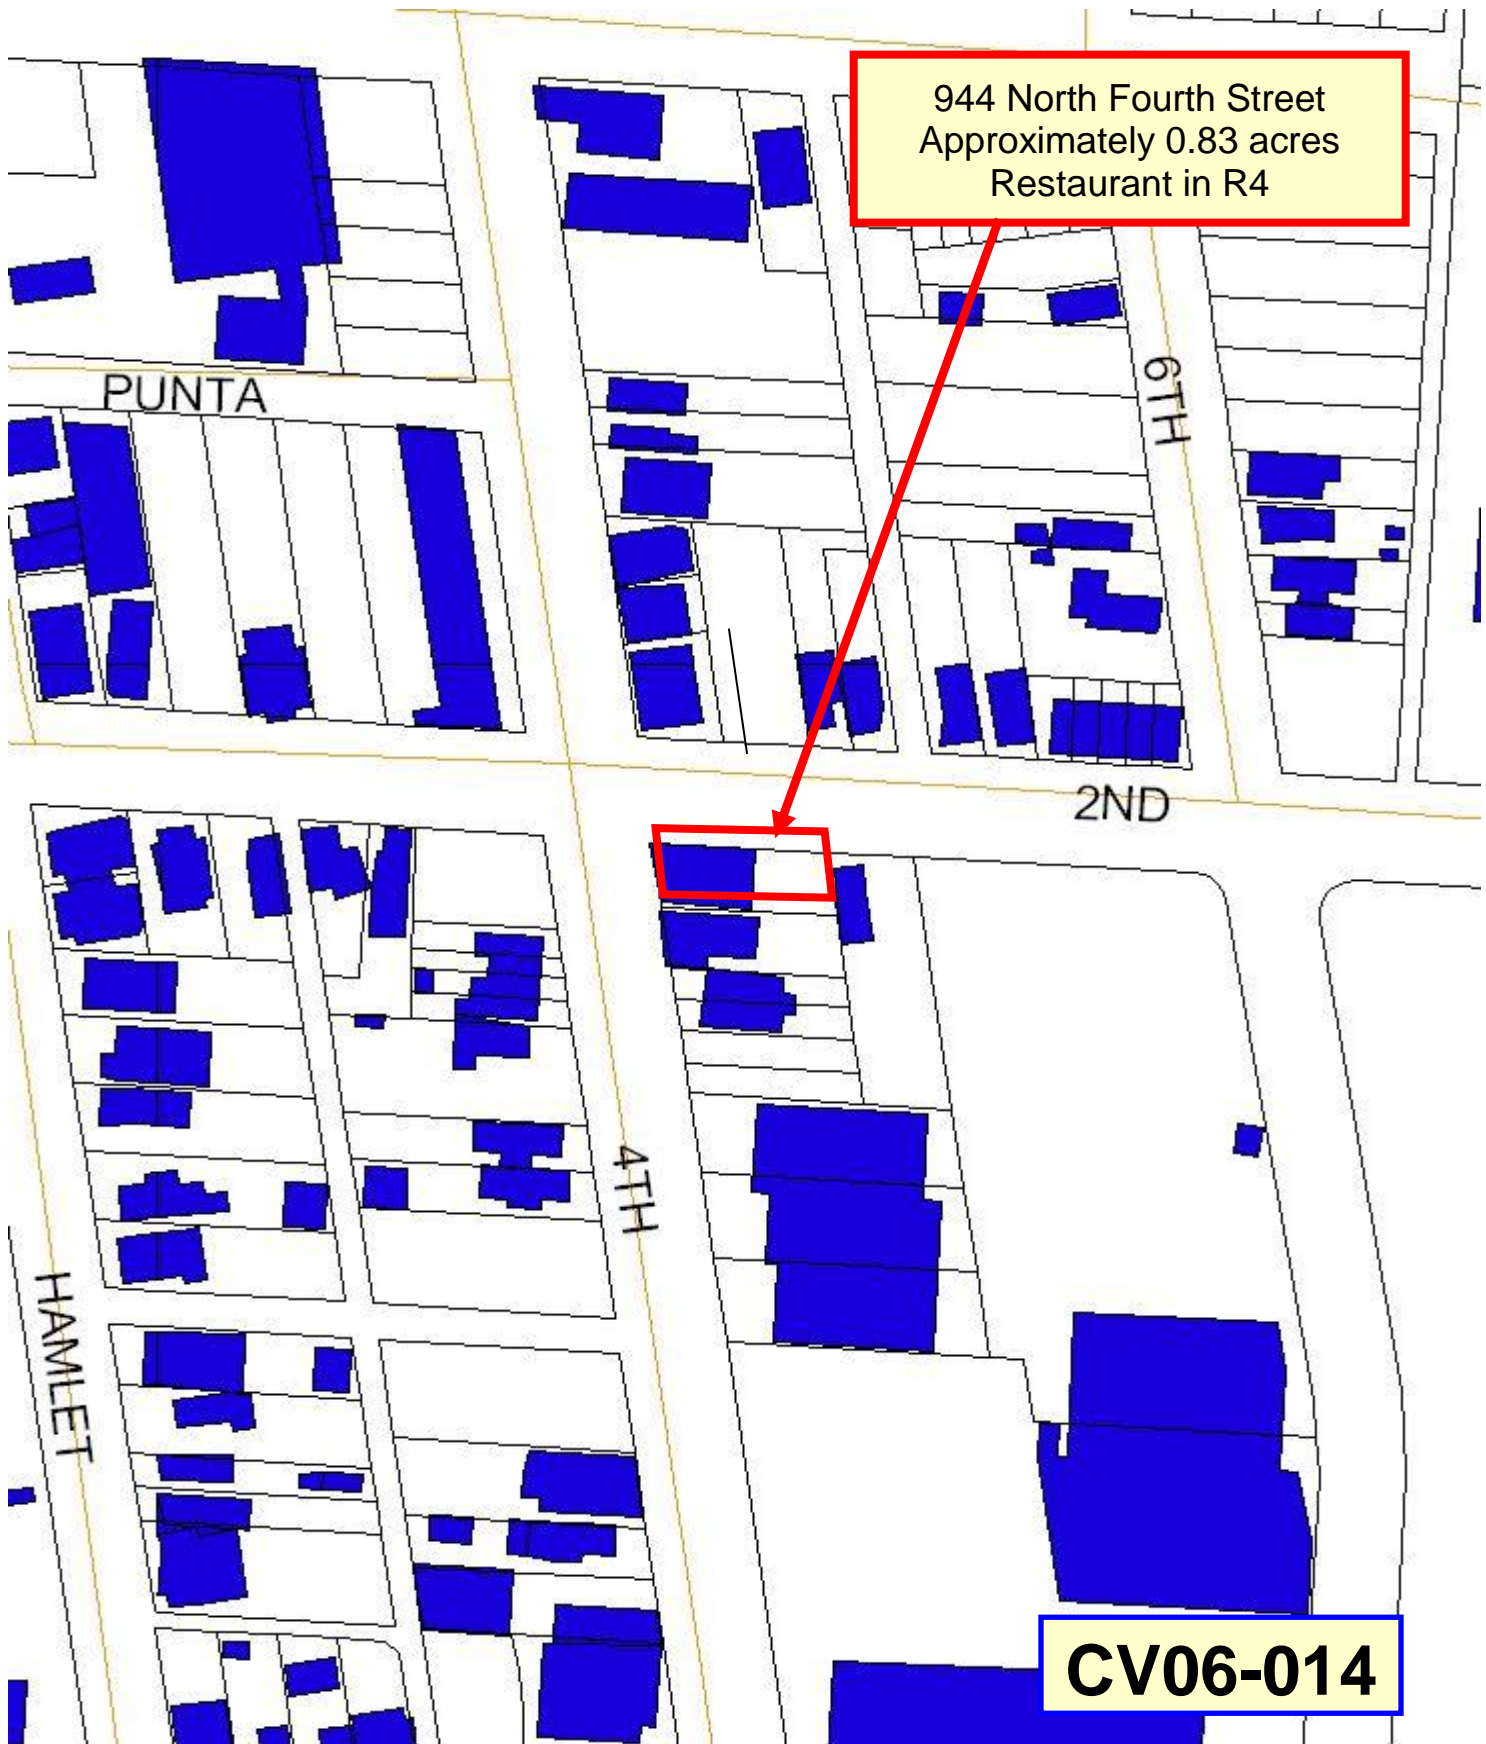 944 North Fourth Street
Approximately 0.83 acres
Restaurant in R4
PUNTA
6TH
2ND
4TH
HAMLET
CV06-014